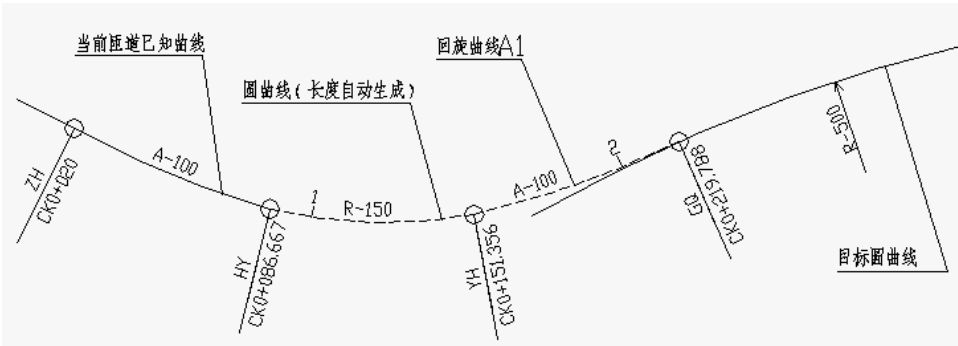 当前匝道已知曲线
回旋曲线A1
圆曲线(长度自动生成)
R-500
2
A-100
A-100
ZH
CK0+020
1
R-150
GQ
CK0+219.788
HY
CK0+086.667
YH
CK0+151.356
目标圆曲线